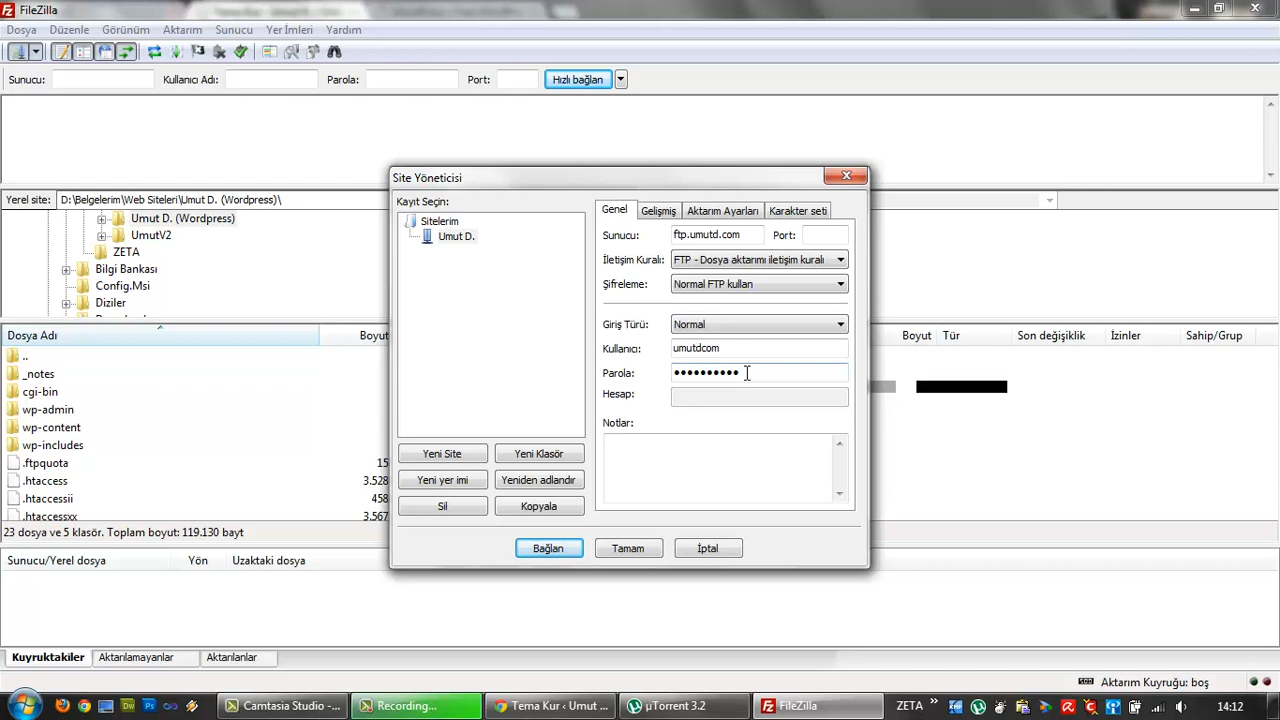 FileZilla
Dosya Düzenle Görünüm Aktarım Sunucu Yer İmleri Yardım
Sunucu: Kullanıcı Adı: Parola: Port: Hızlı bağlan
Yerel site: D:\Belgelerim\Web Siteleri\Umut D. (Wordpress)\
Umut D. (Wordpress)
UmutV2
ZETA
Bilgi Bankası
Config.Msi
Diziler
Dosya Adı Boyut
..
_notes
cgi-bin
wp-admin
wp-content
wp-includes
.ftpquota 15
.htaccess 3.528
.htaccessii 458
.htaccessxx 3.567
23 dosya ve 5 klasör. Toplam boyut: 119.130 bayt
Boyut Tür Son değişiklik İzinler Sahip/Grup
Site Yöneticisi
Kayıt Seçin:
Sitelerim
Umut D.
Yeni Site Yeni Klasör
Yeni yer imi Yeniden adlandır
Sil Kopyala
Genel Gelişmiş Aktarım Ayarları Karakter seti
Sunucu: ftp.umutd.com Port:
İletişim Kuralı: FTP - Dosya aktarımı iletişim kuralı
Şifreleme: Normal FTP kullan
Giriş Türü: Normal
Kullanıcı: umutdcom
Parola: ••••••••••
Hesap:
Notlar:
Bağlan Tamam İptal
Sunucu/Yerel dosya Yön Uzaktaki dosya
Kuyruktakiler Aktarılamayanlar Aktarılanlar
Aktarım Kuyruğu: boş
Camtasia Studio -... Recording... Tema Kur ‹ Umut ... µTorrent 3.2 FileZilla ZETA » 14:12